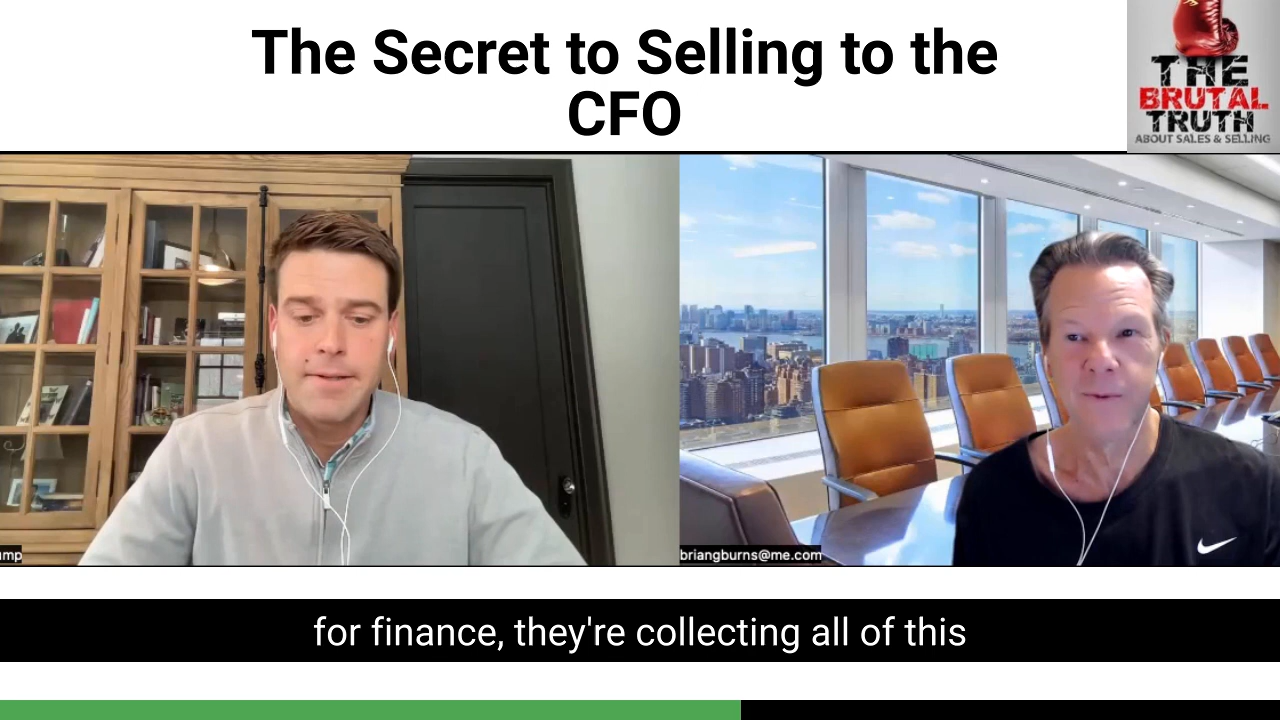 The Secret to Selling to the
CFO
THE
BRUTAL
TRUTH
ABOUT SALES & SELLING
ump
briangburns@me.com
for finance, they're collecting all of this